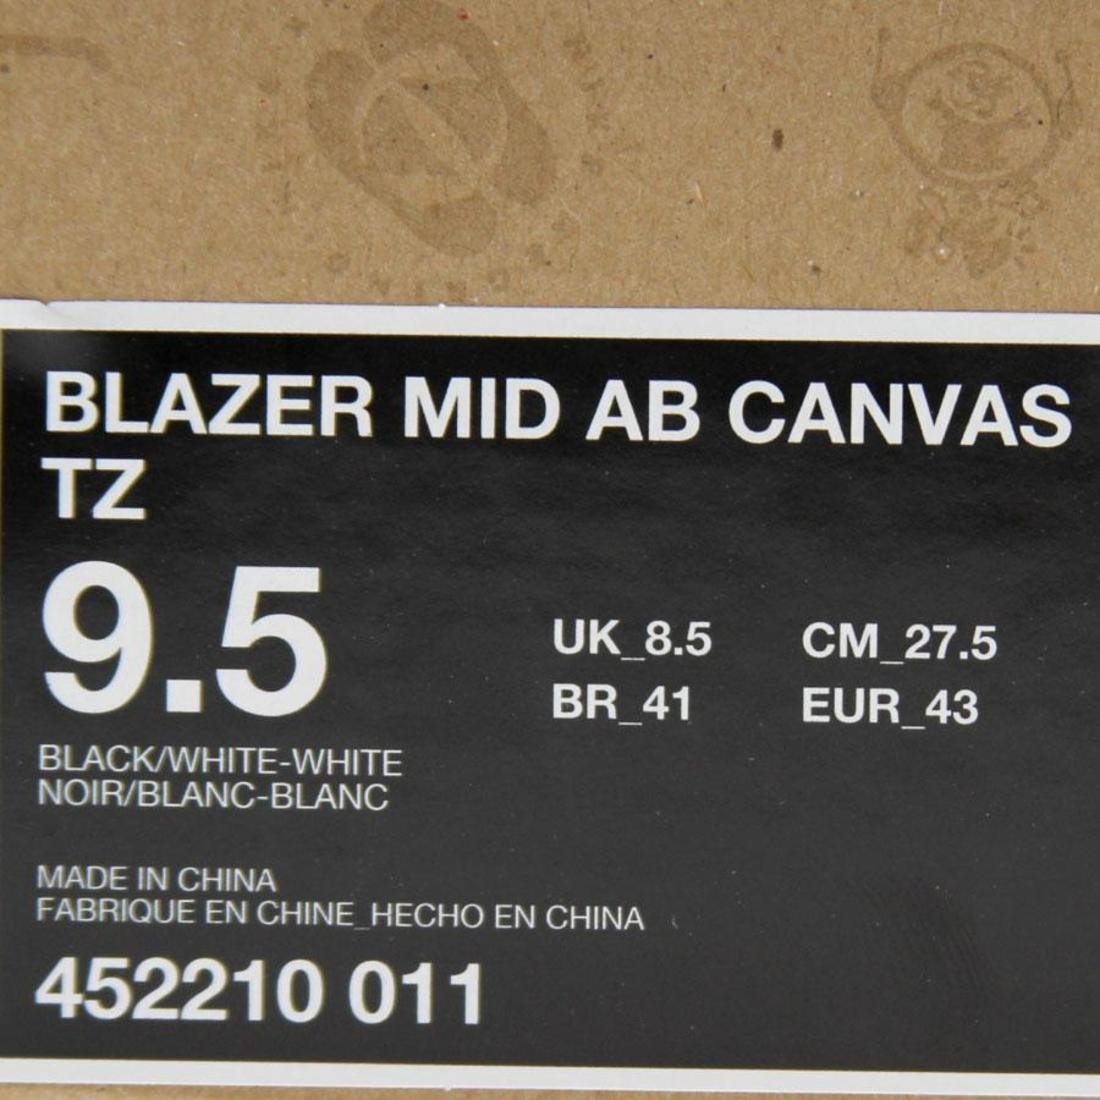 BLAZER MID AB CANVAS
TZ
9.5
UK_8.5 CM_27.5
BR_41 EUR_43
BLACK/WHITE-WHITE
NOIR/BLANC-BLANC
MADE IN CHINA
FABRIQUE EN CHINE_HECHO EN CHINA
452210 011